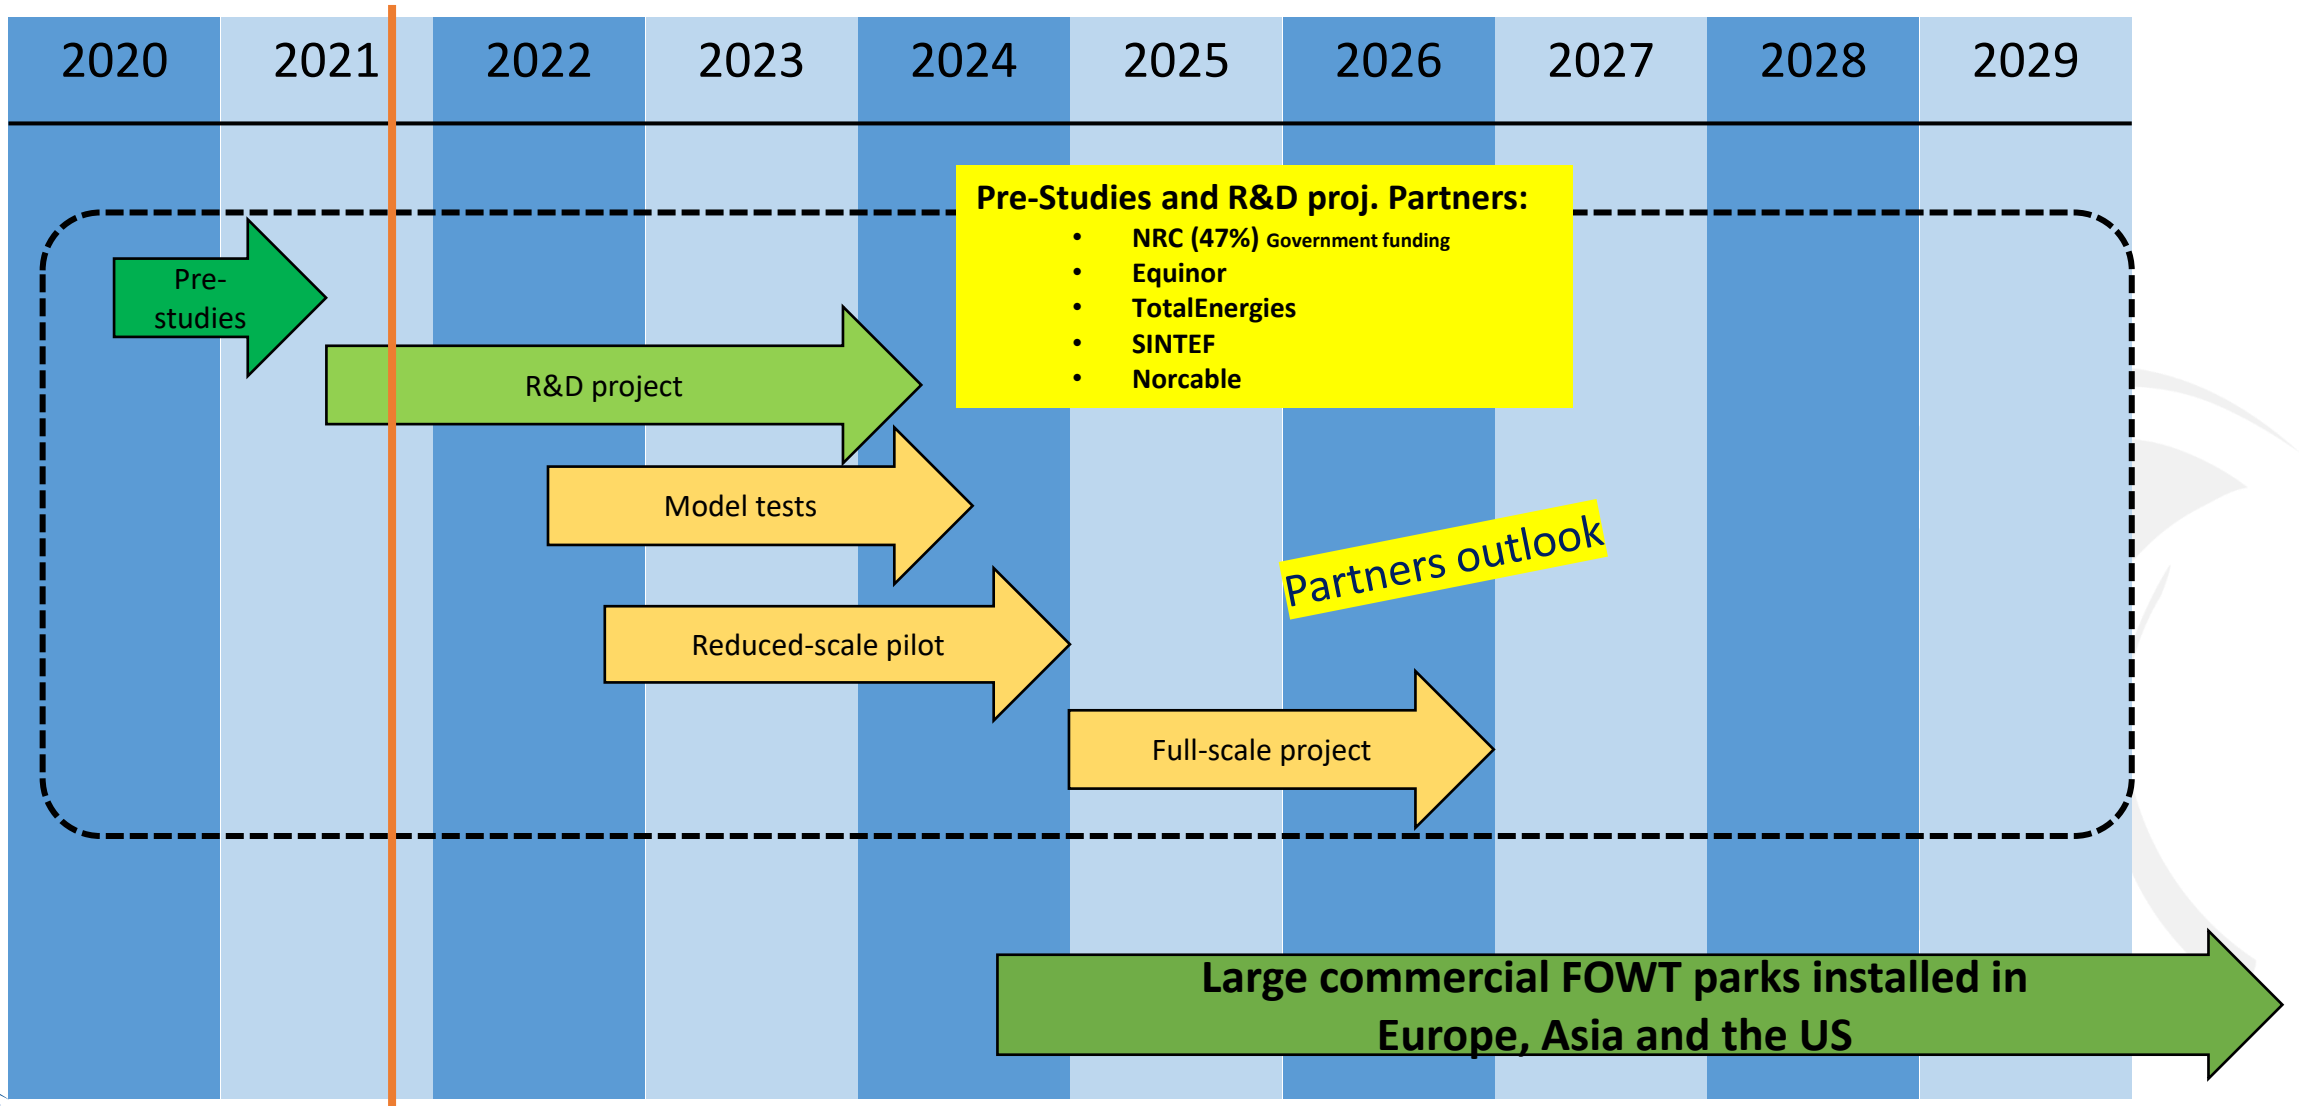 2020 2021 2022 2023 2024 2025 2026 2027 2028 2029
Pre-Studies and R&D proj. Partners:
• NRC (47%) Government funding
• Equinor
• TotalEnergies
• SINTEF
• Norcable
Pre-
studies
R&D project
Model tests
Partners outlook
Reduced-scale pilot
Full-scale project
Large commercial FOWT parks installed in
Europe, Asia and the US